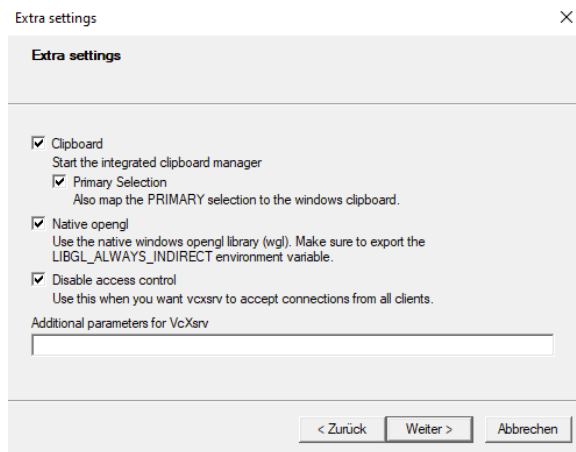 Extra settings
Extra settings
Clipboard
Start the integrated clipboard manager
Primary Selection
Also map the PRIMARY selection to the windows clipboard.
Native opengl
Use the native windows opengl library (wgl). Make sure to export the
LIBGL_ALWAYS_INDIRECT environment variable.
Disable access control
Use this when you want vcxsrv to accept connections from all clients.
Additional parameters for VcXsrv
< Zurück Weiter > Abbrechen